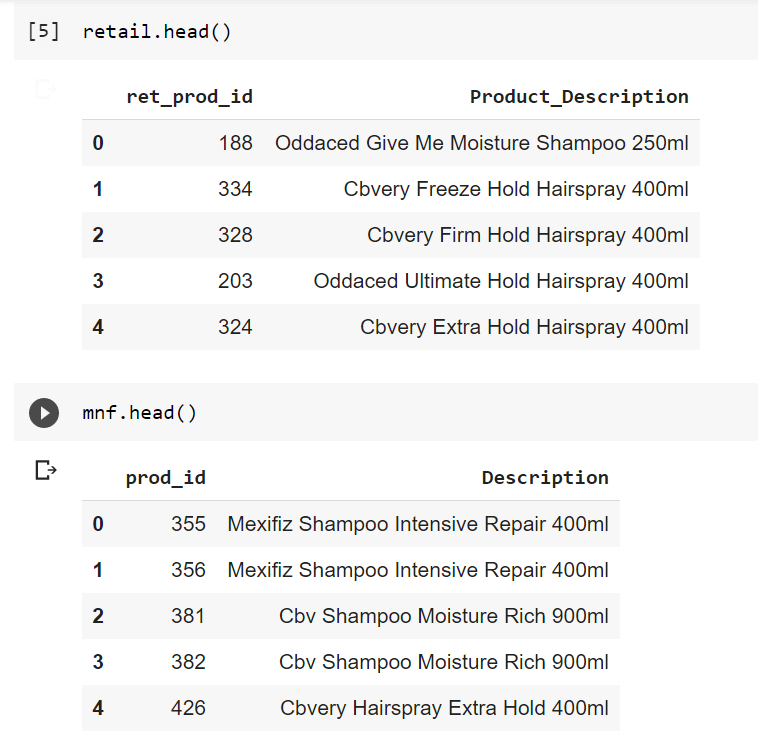 [5] retail.head()
ret_prod_id Product_Description
0 188 Oddaced Give Me Moisture Shampoo 250ml
1 334 Cbvery Freeze Hold Hairspray 400ml
2 328 Cbvery Firm Hold Hairspray 400ml
3 203 Oddaced Ultimate Hold Hairspray 400ml
4 324 Cbvery Extra Hold Hairspray 400ml
mnf.head()
prod_id Description
0 355 Mexifiz Shampoo Intensive Repair 400ml
1 356 Mexifiz Shampoo Intensive Repair 400ml
2 381 Cbv Shampoo Moisture Rich 900ml
3 382 Cbv Shampoo Moisture Rich 900ml
4 426 Cbvery Hairspray Extra Hold 400ml